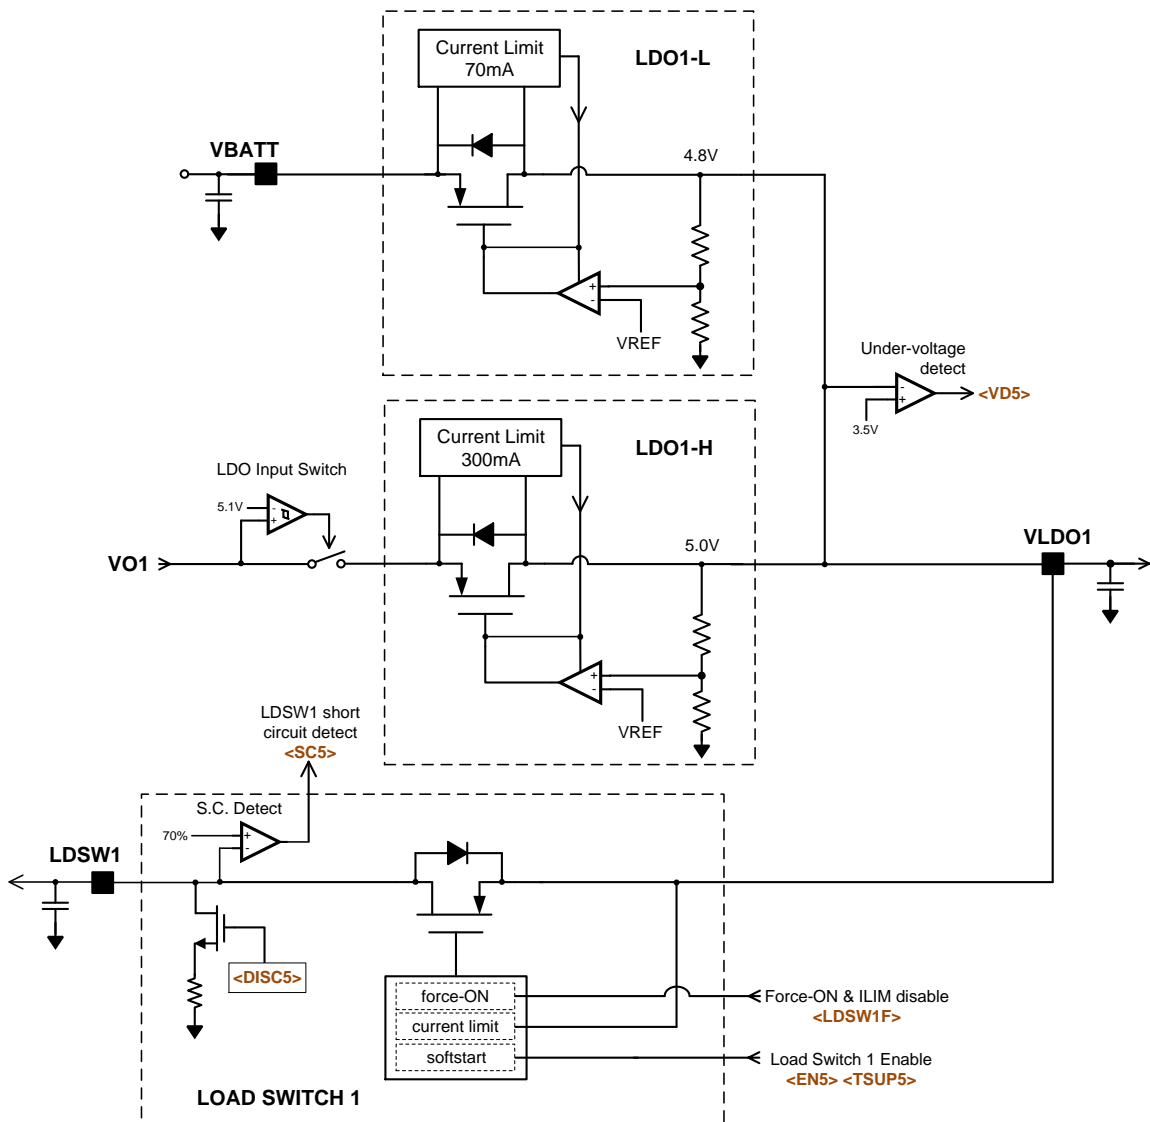 Current Limit
70mA
LDO1-L
VBATT
4.8V
+
-
VREF
Under-voltage
detect
-
+
<VD5>
3.5V
Current Limit
300mA
LDO1-H
LDO Input Switch
5.1V
-
+
VO1
5.0V
VLDO1
+
-
VREF
LDSW1 short
circuit detect
<SC5>
S.C. Detect
70%
+
-
LDSW1
<DISC5>
force-ON
current limit
softstart
Force-ON & ILIM disable
<LDSW1F>
Load Switch 1 Enable
<EN5> <TSUP5>
LOAD SWITCH 1